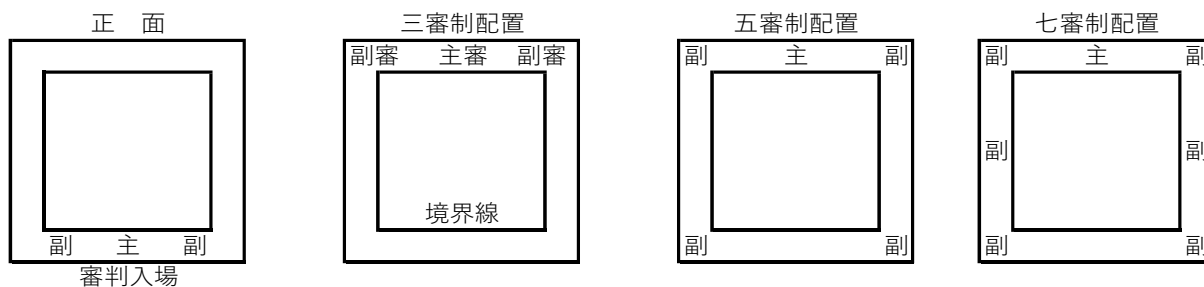 正　面
副　主　副
審判入場
三審制配置
副審　主審　副審
境界線
五審制配置
副　主　副
副　副
七審制配置
副　主　副
副　副
副　副